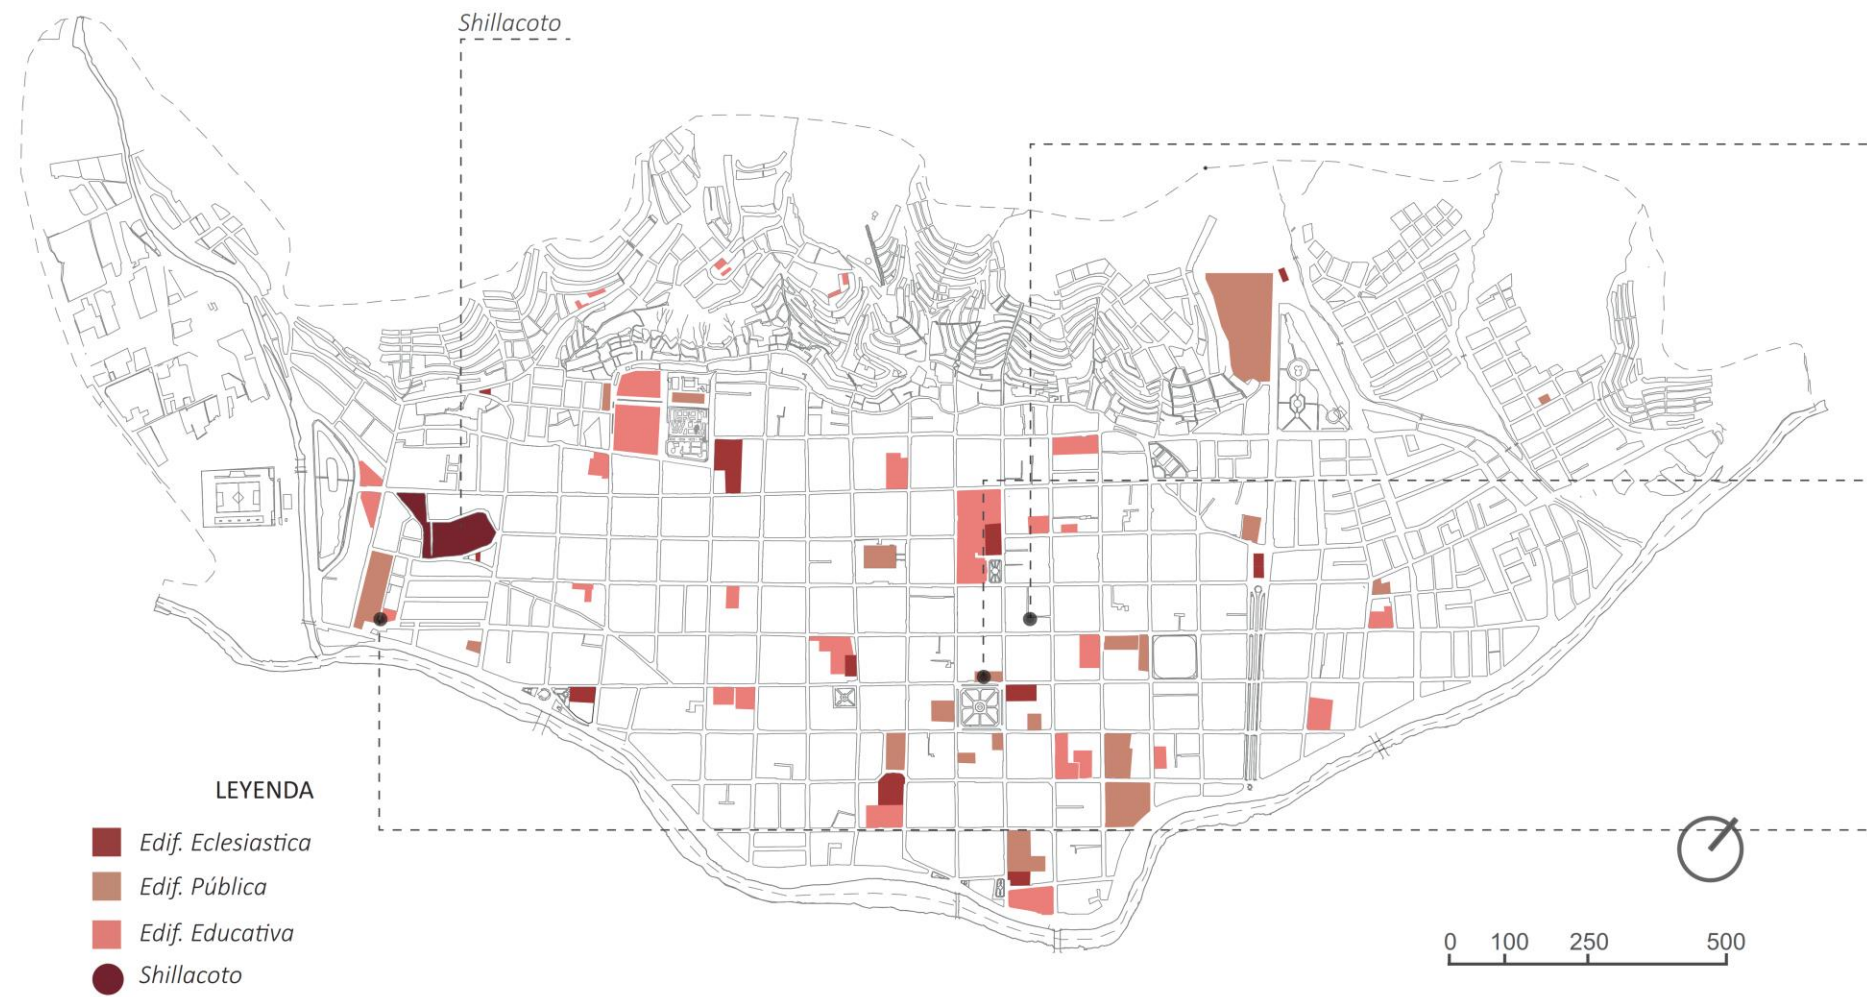 Shillacoto
LEYENDA
Edif. Eclesiastica
Edif. Pública
Edif. Educativa
Shillacoto
0 100 250 500